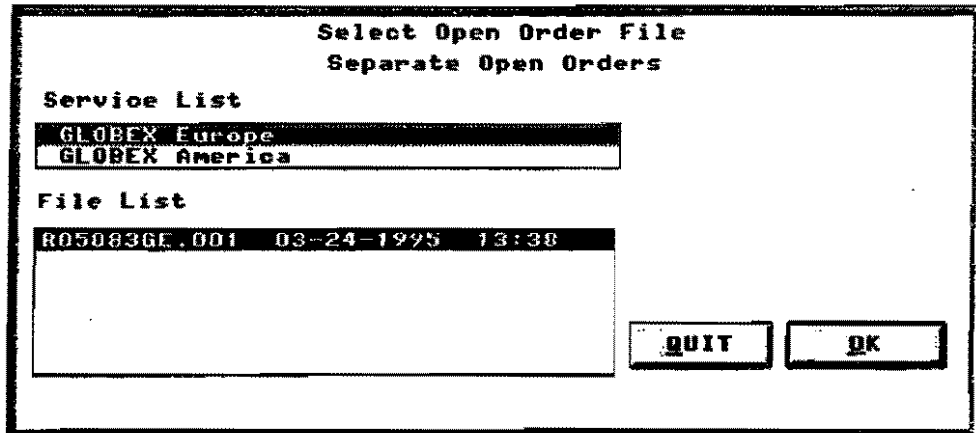 Select Open Order File
Separate Open Orders
Service List
GLOBEX Europe
GLOBEX America
File List
R05083GE.001 03-24-1995 13:38
QUIT OK